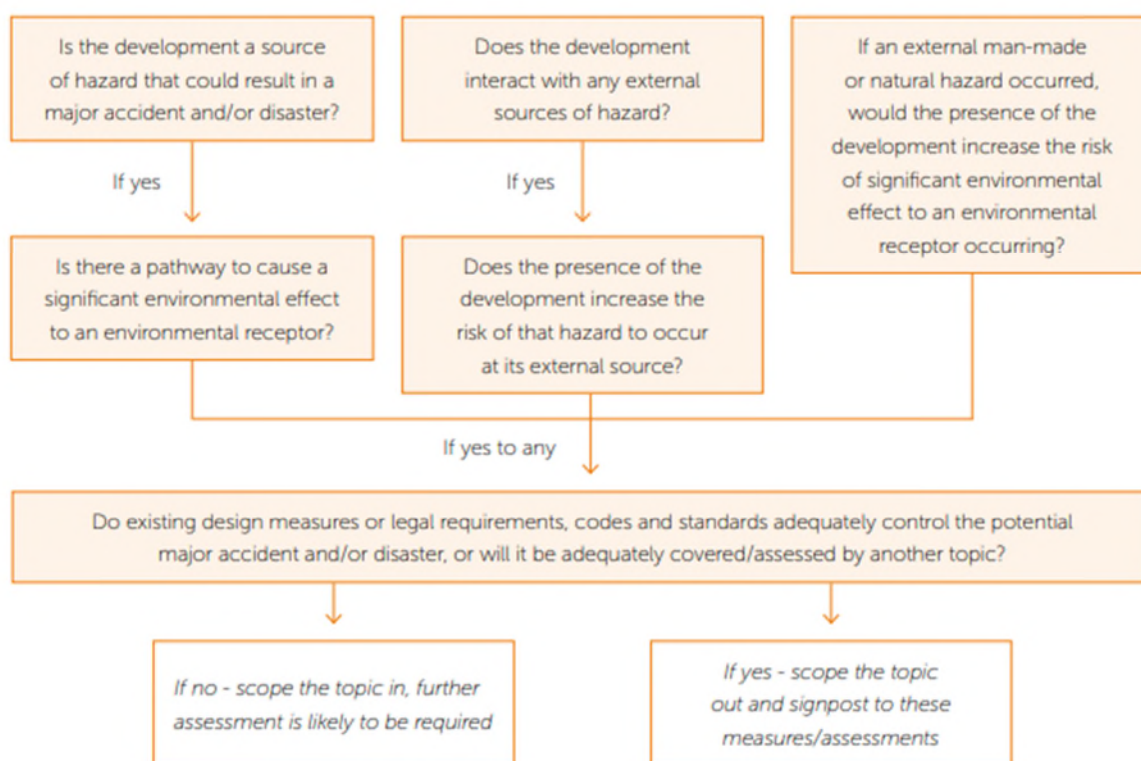 Is the development a source
of hazard that could result in a
major accident and/or disaster?
Does the development
interact with any external
sources of hazard?
If an external man-made
or natural hazard occurred,
would the presence of the
development increase the risk
of significant environmental
effect to an environmental
receptor occurring?
If yes
If yes
Is there a pathway to cause a
significant environmental effect
to an environmental receptor?
Does the presence of the
development increase the
risk of that hazard to occur
at its external source?
If yes to any
Do existing design measures or legal requirements, codes and standards adequately control the potential
major accident and/or disaster, or will it be adequately covered/assessed by another topic?
If no - scope the topic in, further
assessment is likely to be required
If yes - scope the topic
out and signpost to these
measures/assessments